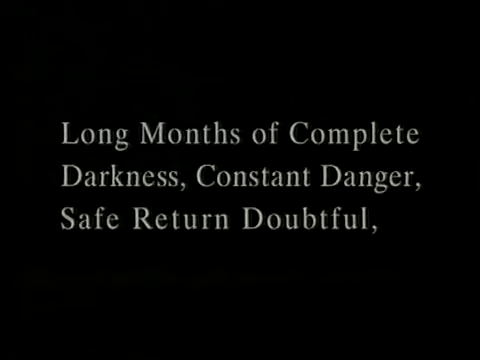 Long Months of Complete
Darkness, Constant Danger,
Safe Return Doubtful,